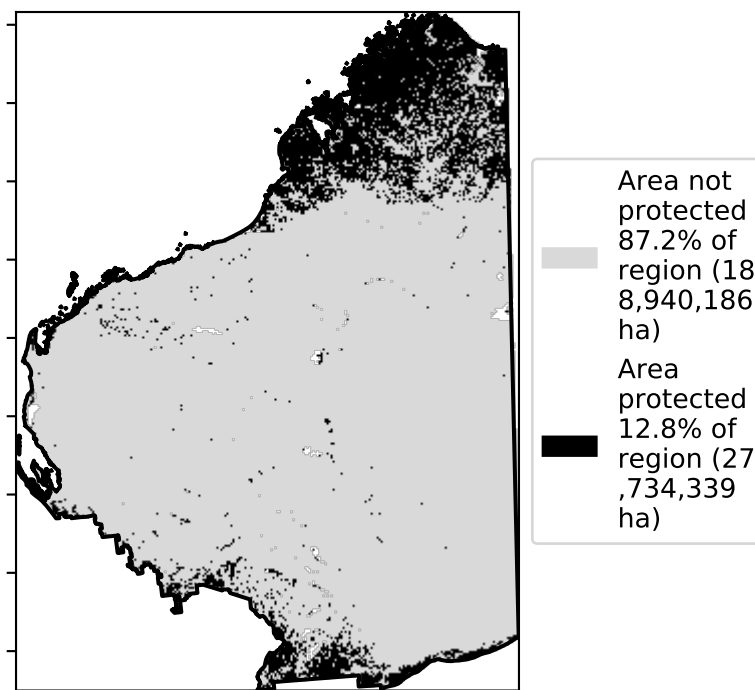 Area not
protected
87.2% of
region (18
8,940,186
ha)
Area
protected
12.8% of
region (27
,734,339
ha)